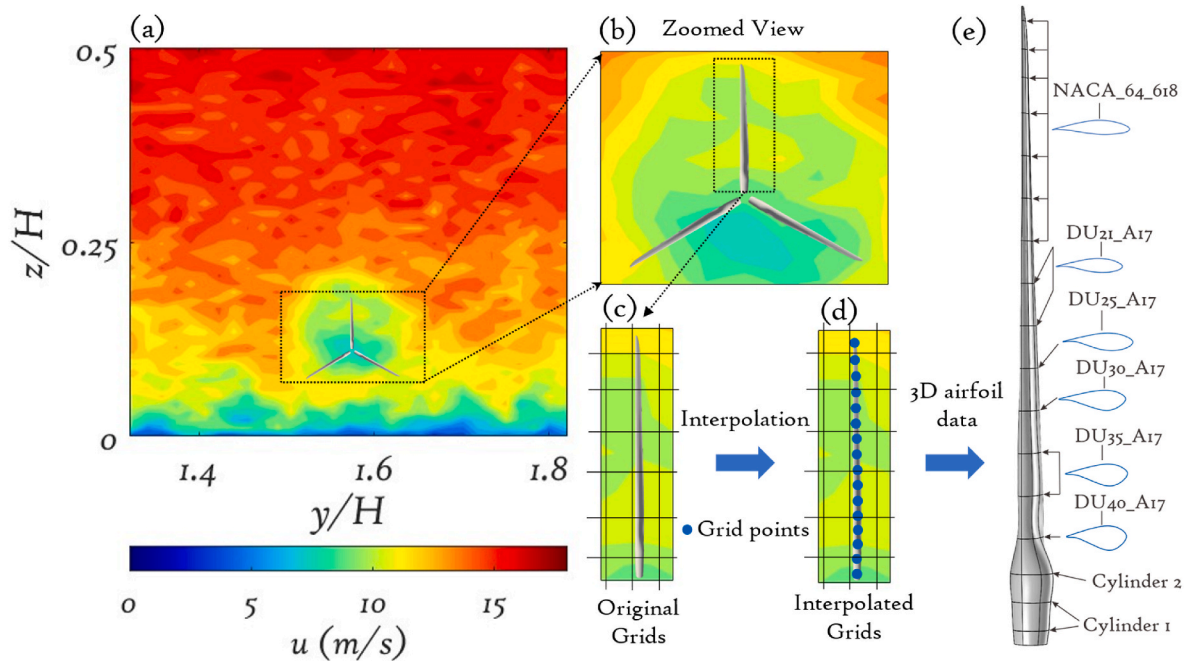 (a)
0.5
0.25
0
z/H
1.4
1.6
1.8
y/H
0
5
10
15
u (m/s)
(b)
Zoomed View
(c)
Original
Grids
Interpolation
Grid points
(d)
Interpolated
Grids
3D airfoil
data
(e)
NACA_64_618
DU21_A17
DU25_A17
DU30_A17
DU35_A17
DU40_A17
Cylinder 2
Cylinder 1